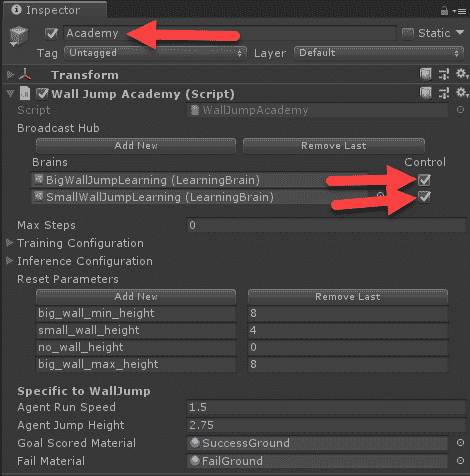 Inspector
Academy
Static
Tag Untagged Layer Default
Transform
Wall Jump Academy (Script)
Script WallJumpAcademy
Broadcast Hub
Add New Remove Last
Brains Control
BigWallJumpLearning (LearningBrain)
SmallWallJumpLearning (LearningBrain)
Max Steps 0
Training Configuration
Inference Configuration
Reset Parameters
Add New Remove Last
big_wall_min_height 8
small_wall_height 4
no_wall_height 0
big_wall_max_height 8
Specific to WallJump
Agent Run Speed 1.5
Agent Jump Height 2.75
Goal Scored Material SuccessGround
Fail Material FailGround